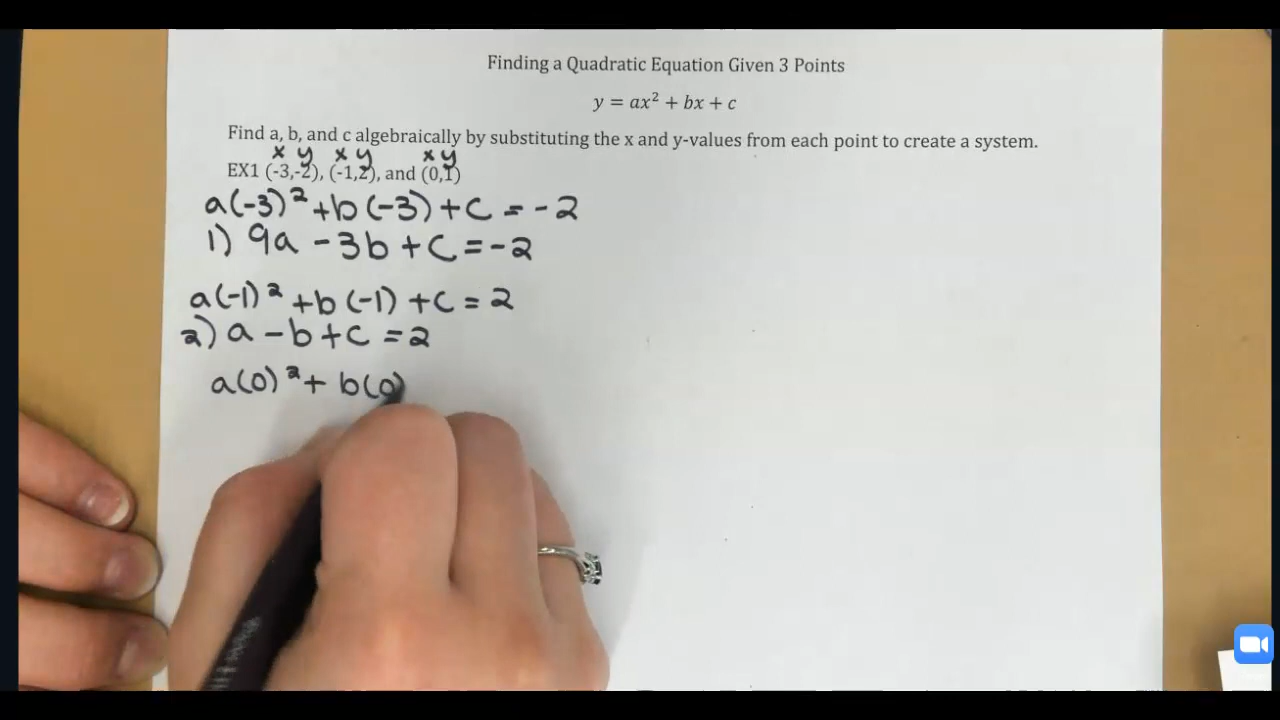 Finding a Quadratic Equation Given 3 Points
y = ax² + bx + c
Find a, b, and c algebraically by substituting the x and y-values from each point to create a system.
x y x y x y
EX1 (-3,-2), (-1,2), and (0,1)
a(-3)² + b(-3) + c = -2
1) 9a - 3b + c = -2
a(-1)² + b(-1) + c = 2
2) a - b + c = 2
a(0)² + b(0)